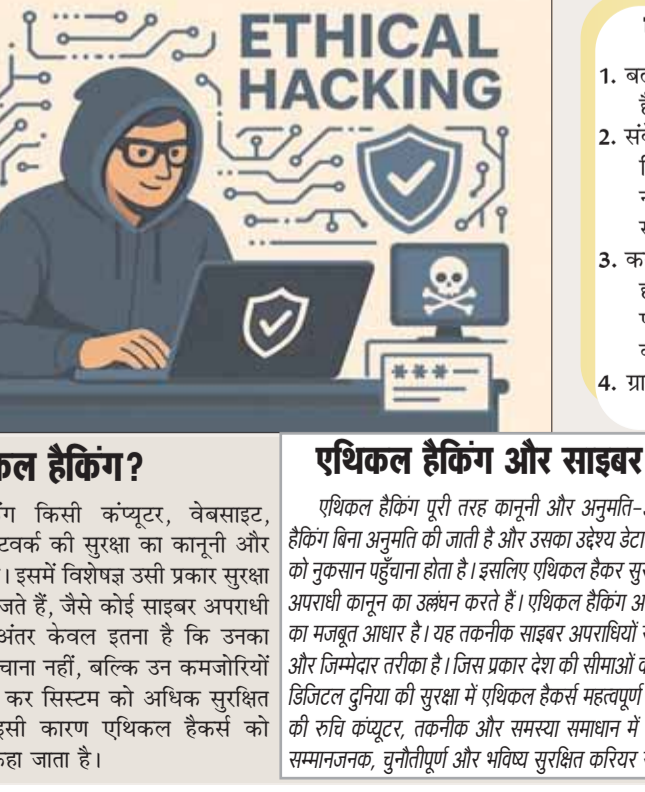 ETHICAL
HACKING
***—
1.
2.
3.
4.
हैकिंग?
किसी कंप्यूटर, वेबसाइट,
की सुरक्षा का कानूनी और
है। इसमें विशेषज्ञ उसी प्रकार सुरक्षा
हैं, जैसे कोई साइबर अपराधी
अंतर केवल इतना है कि उनका
नहीं, बल्कि उन कमजोरियों
कर सिस्टम को अधिक सुरक्षित
कारण एथिकल हैकर्स को
जाता है।
एथिकल हैकिंग और साइबर
एथिकल हैकिंग पूरी तरह कानूनी और अनुमति-
हैकिंग बिना अनुमति की जाती है और उसका उद्देश्य डेटा
को नुकसान पहुँचाना होता है। इसलिए एथिकल हैकर
अपराधी कानून का उल्लंघन करते हैं। एथिकल हैकिंग
का मजबूत आधार है। यह तकनीक साइबर अपराधियों
और जिम्मेदार तरीका है। जिस प्रकार देश की सीमाओं
डिजिटल दुनिया की सुरक्षा में एथिकल हैकर्स महत्वपूर्ण
की रुचि कंप्यूटर, तकनीक और समस्या समाधान में
सम्मानजनक, चुनौतीपूर्ण और भविष्य सुरक्षित करियर